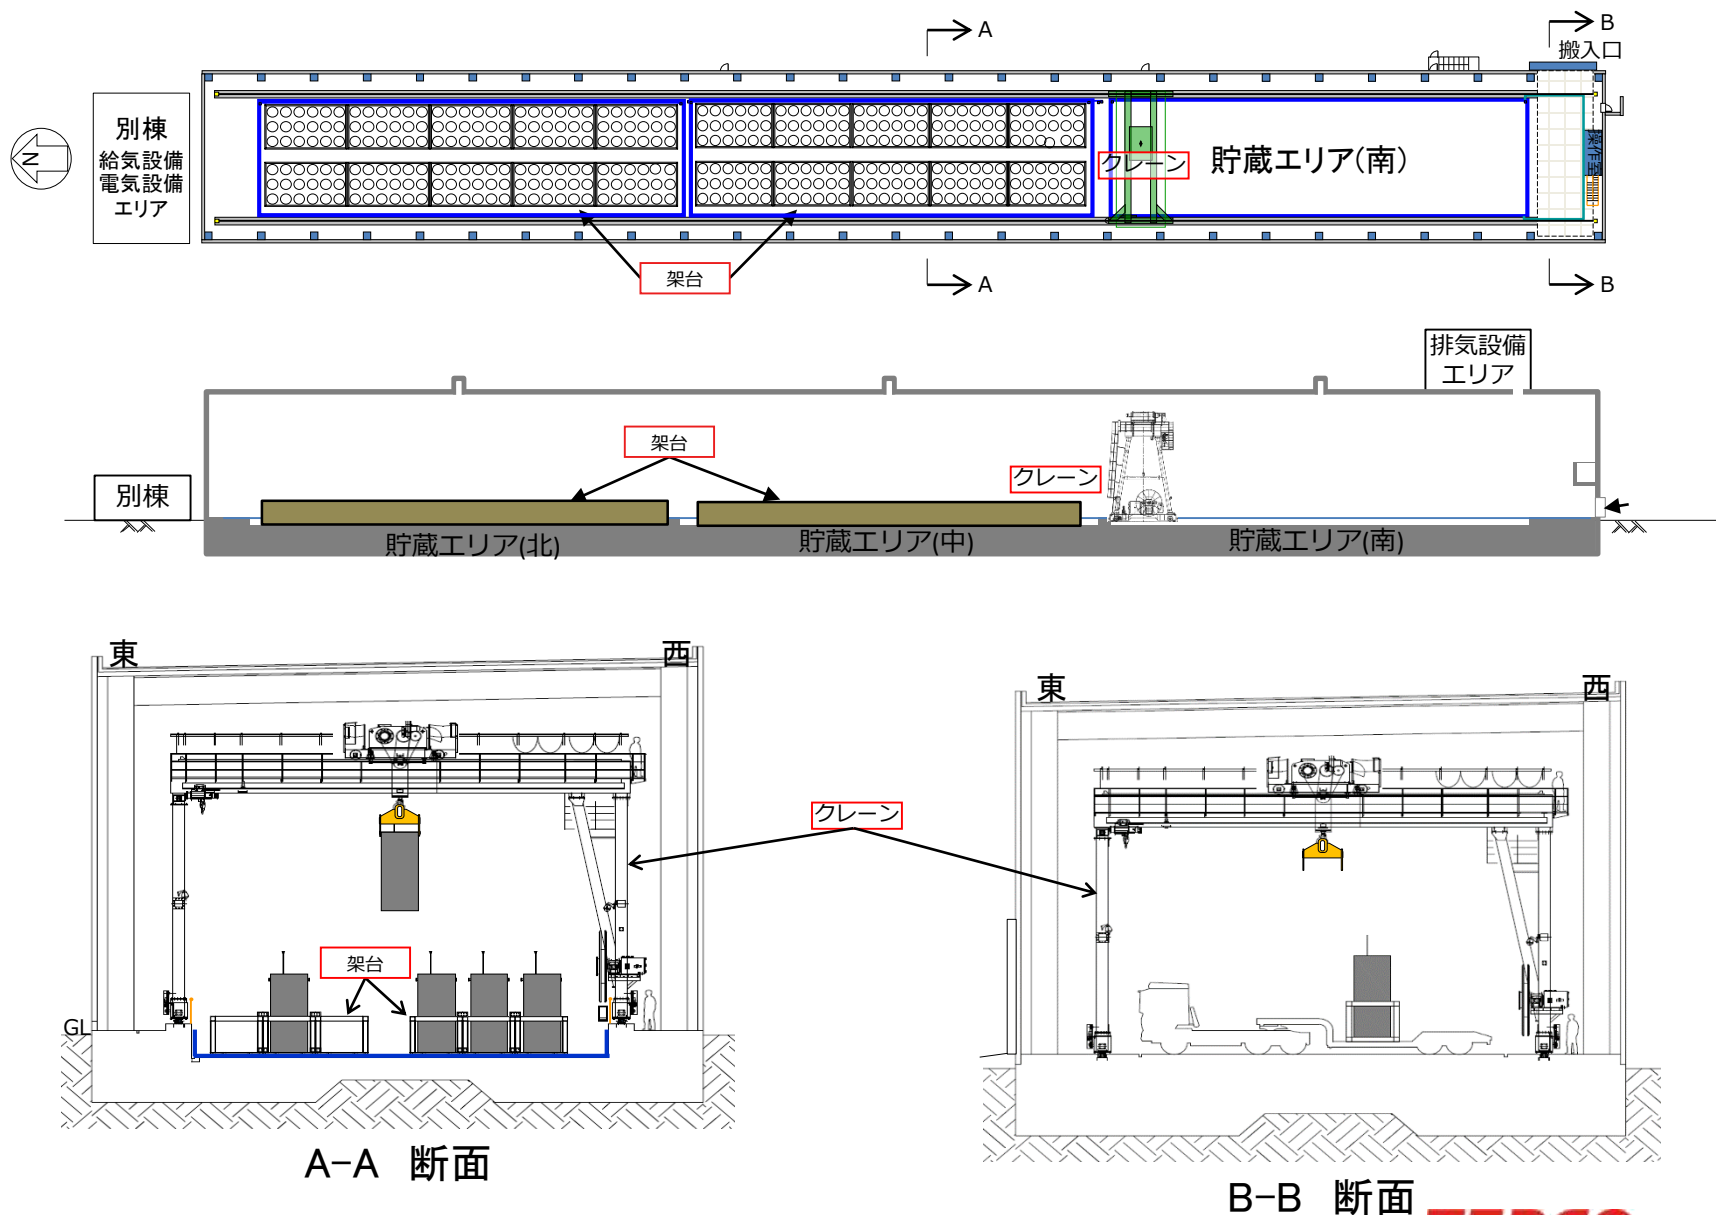 A
B
搬入口
別棟
給気設備
電気設備
エリア
N
クレーン
貯蔵エリア(南)
操作室
架台
A
B
排気設備
エリア
架台
クレーン
別棟
貯蔵エリア(北)
貯蔵エリア(中)
貯蔵エリア(南)
東
西
東
西
クレーン
架台
GL
A-A 断面
B-B 断面